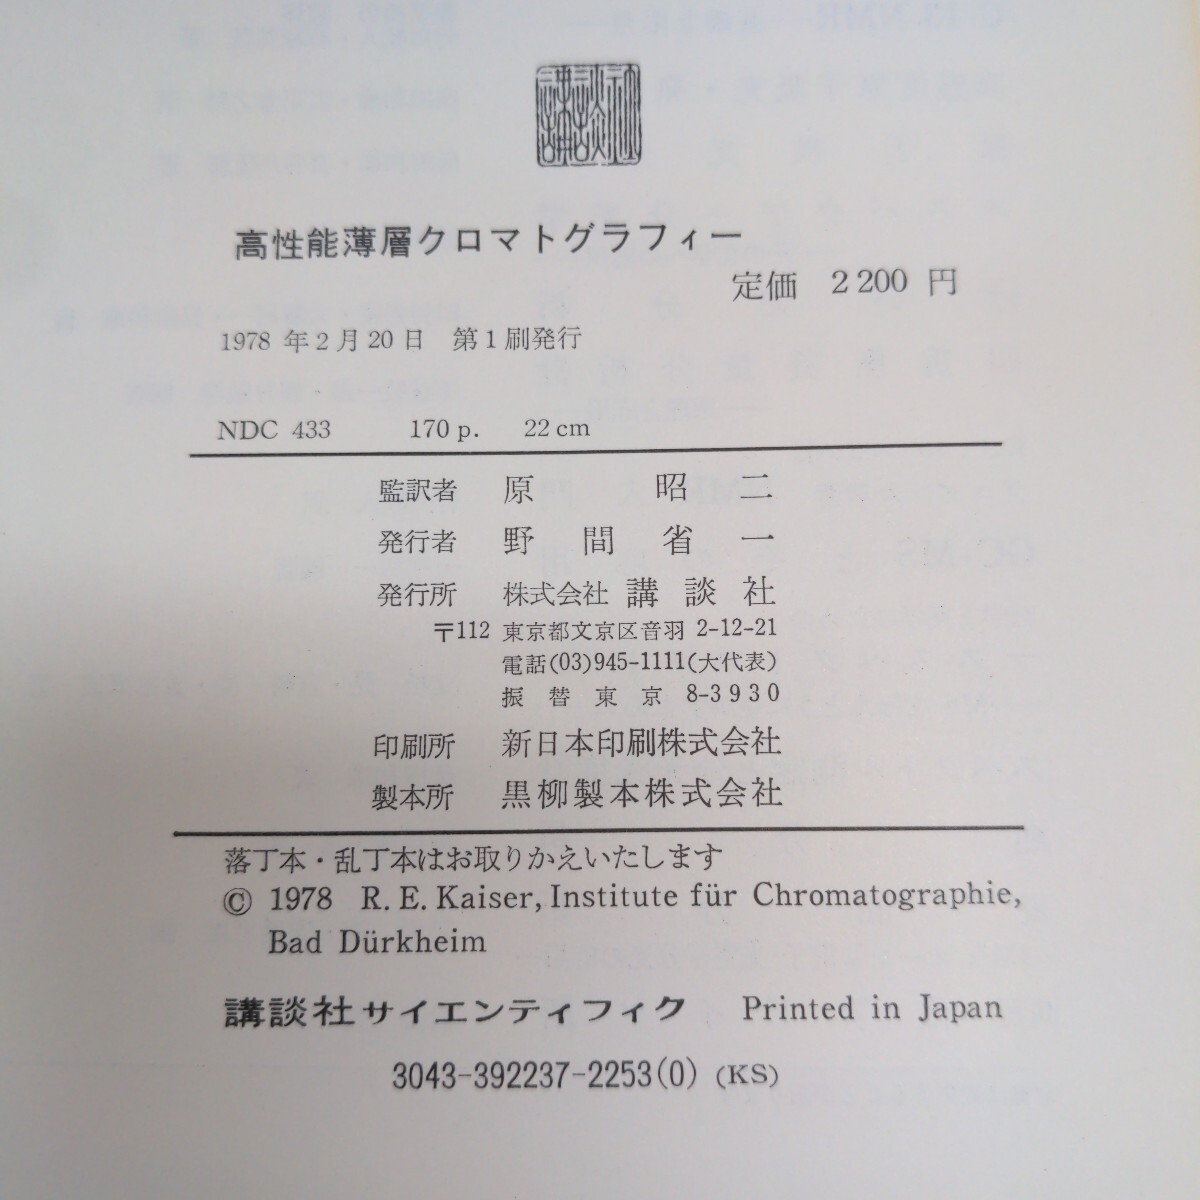 講談社
高性能薄層クロマトグラフィー
定価 2200 円
1978 年2月20日 第1刷発行
NDC 433 170 p. 22 cm
監訳者 原 昭 二
発行者 野 間 省 一
発行所 株式会社 講 談 社
〒112 東京都文京区音羽 2-12-21
電話(03)945-1111(大代表)
振 替 東 京 8-3930
印刷所 新日本印刷株式会社
製本所 黒柳製本株式会社
落丁本・乱丁本はお取りかえいたします
© 1978 R. E. Kaiser, Institute für Chromatographie,
Bad Dürkheim
講談社サイエンティフィク Printed in Japan
3043-392237-2253(0) (KS)